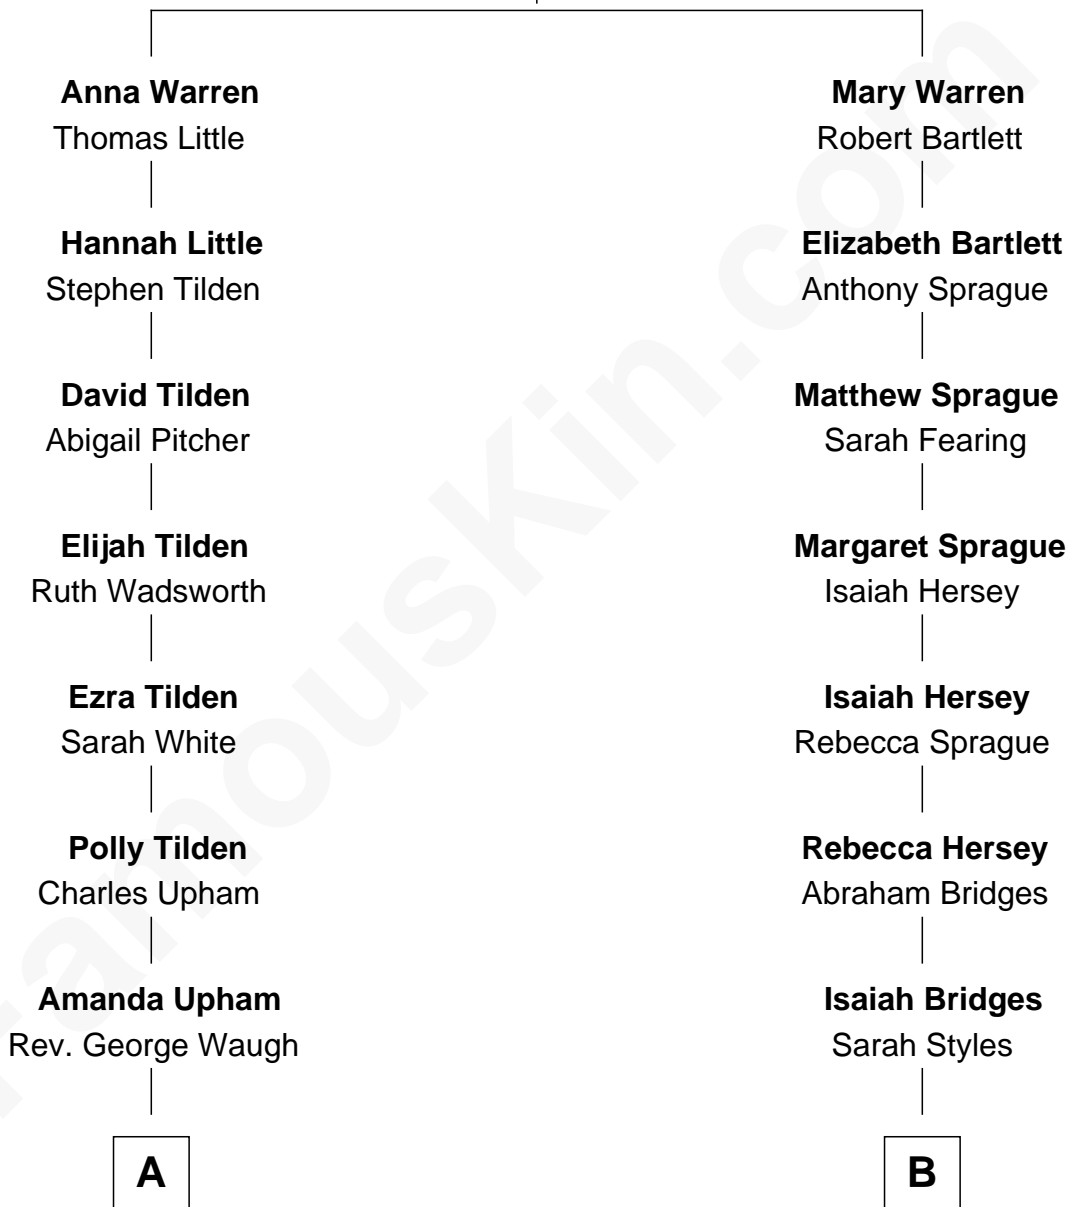 Anna Warren
Thomas Little
Hannah Little
Stephen Tilden
David Tilden
Abigail Pitcher
Elijah Tilden
Ruth Wadsworth
Ezra Tilden
Sarah White
Polly Tilden
Charles Upham
Amanda Upham
Rev. George Waugh
A
Mary Warren
Robert Bartlett
Elizabeth Bartlett
Anthony Sprague
Matthew Sprague
Sarah Fearing
Margaret Sprague
Isaiah Hersey
Isaiah Hersey
Rebecca Sprague
Rebecca Hersey
Abraham Bridges
Isaiah Bridges
Sarah Styles
B
FamousKin.com